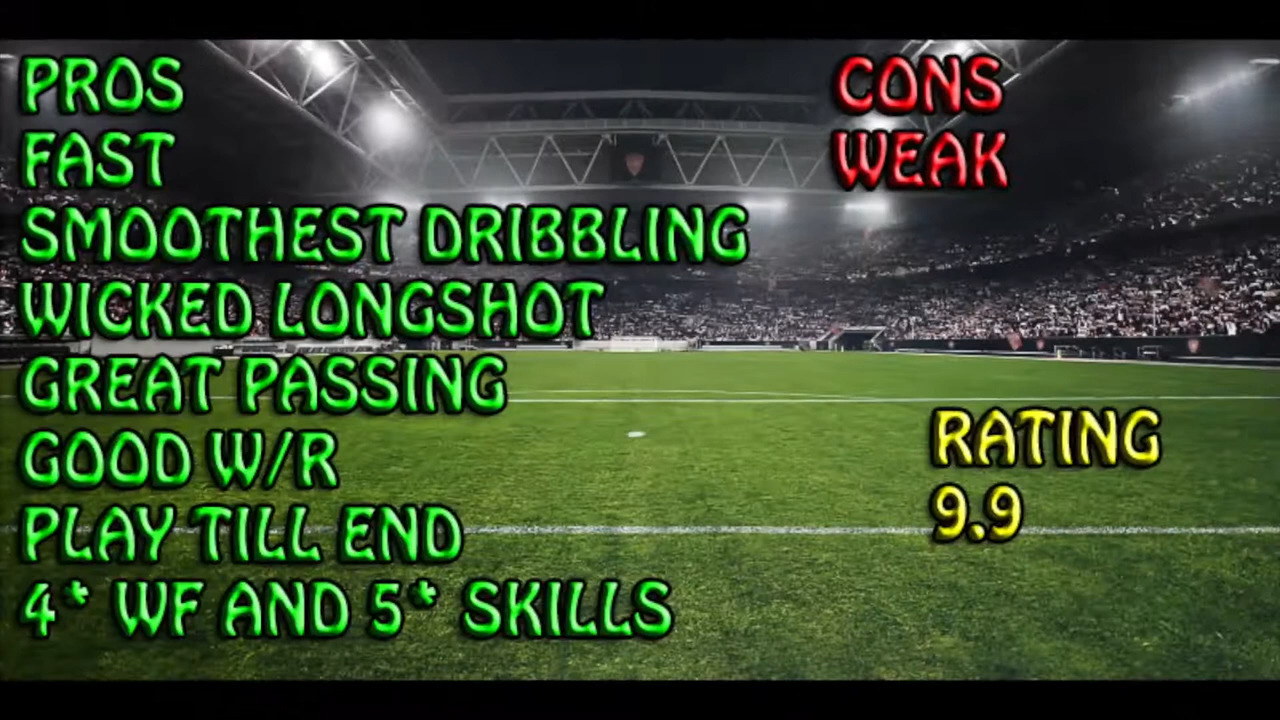 PROS
FAST
SMOOTHEST DRIBBLING
WICKED LONGSHOT
GREAT PASSING
GOOD W/R
PLAY TILL END
4* WF AND 5* SKILLS
CONS
WEAK
RATING
9.9